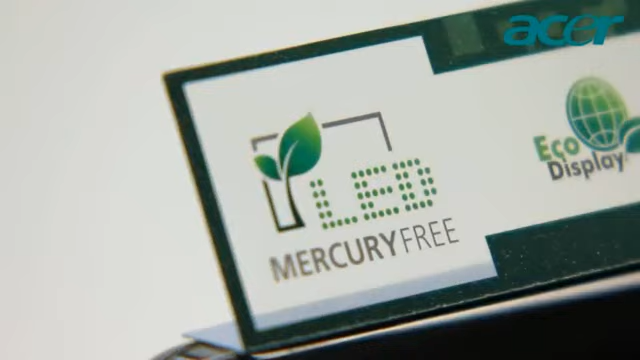 acer
LED
MERCURYFREE
Eco
Display